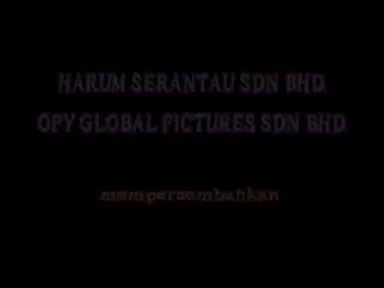 HARUM SERANTAU SDN BHD
OPY GLOBAL PICTURES SDN BHD
mempersembahkan